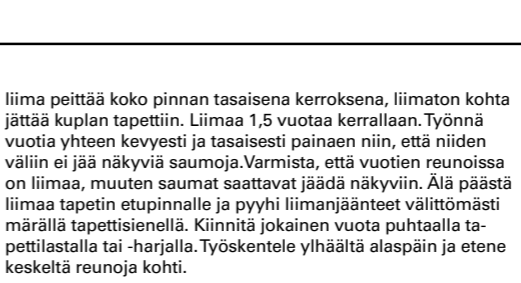 liima peittää koko pinnan tasaisena kerroksena, liimaton kohta
jättää kuplan tapettiin. Liimaa 1,5 vuotaa kerrallaan. Työnnä
vuotia yhteen kevyesti ja tasaisesti painaen niin, että niiden
väliin ei jää näkyviä saumoja.Varmista, että vuotien reunoissa
on liimaa, muuten saumat saattavat jäädä näkyviin. Älä päästä
liimaa tapetin etupinnalle ja pyyhi liimanjäänteet välittömästi
märällä tapettisienellä. Kiinnitä jokainen vuota puhtaalla ta-
pettilastalla tai -harjalla. Työskentele ylhäältä alaspäin ja etene
keskeltä reunoja kohti.